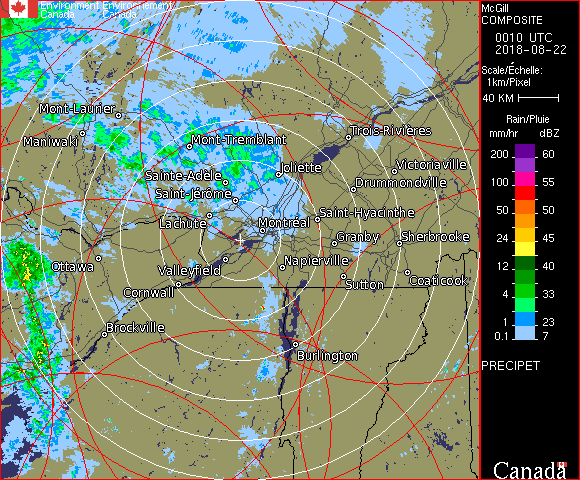 Environment Environnement
Canada Canada
Mont-Laurier
Maniwaki
Mont-Tremblant
Trois-Rivières
Joliette
Victoriaville
Sainte-Adèle
Drummondville
Saint-Jérôme
Saint-Hyacinthe
Lachute
Montréal
Granby
Sherbrooke
Ottawa
Valleyfield
Napierville
Sutton
Coaticook
Cornwall
Brockville
Burlington
McGill
COMPOSITE
0010 UTC
2018-08-22
Scale/Échelle:
1km/Pixel
40 KM
Rain/Pluie
mm/hr dBZ
200 60
100 55
50 50
24 45
12 40
4 33
1 23
0.1 7
PRECIPET
Canada